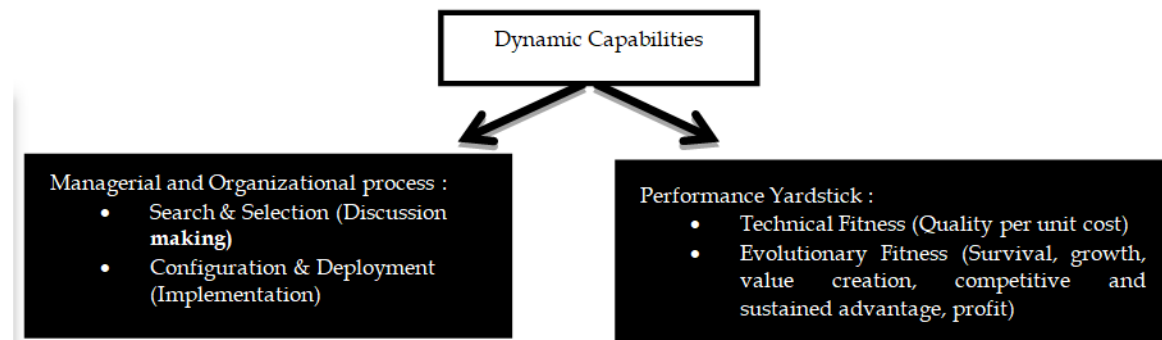 Dynamic Capabilities
Managerial and Organizational process :
• Search & Selection (Discussion
making)
• Configuration & Deployment
(Implementation)
Performance Yardstick :
• Technical Fitness (Quality per unit cost)
• Evolutionary Fitness (Survival, growth,
value creation, competitive and
sustained advantage, profit)